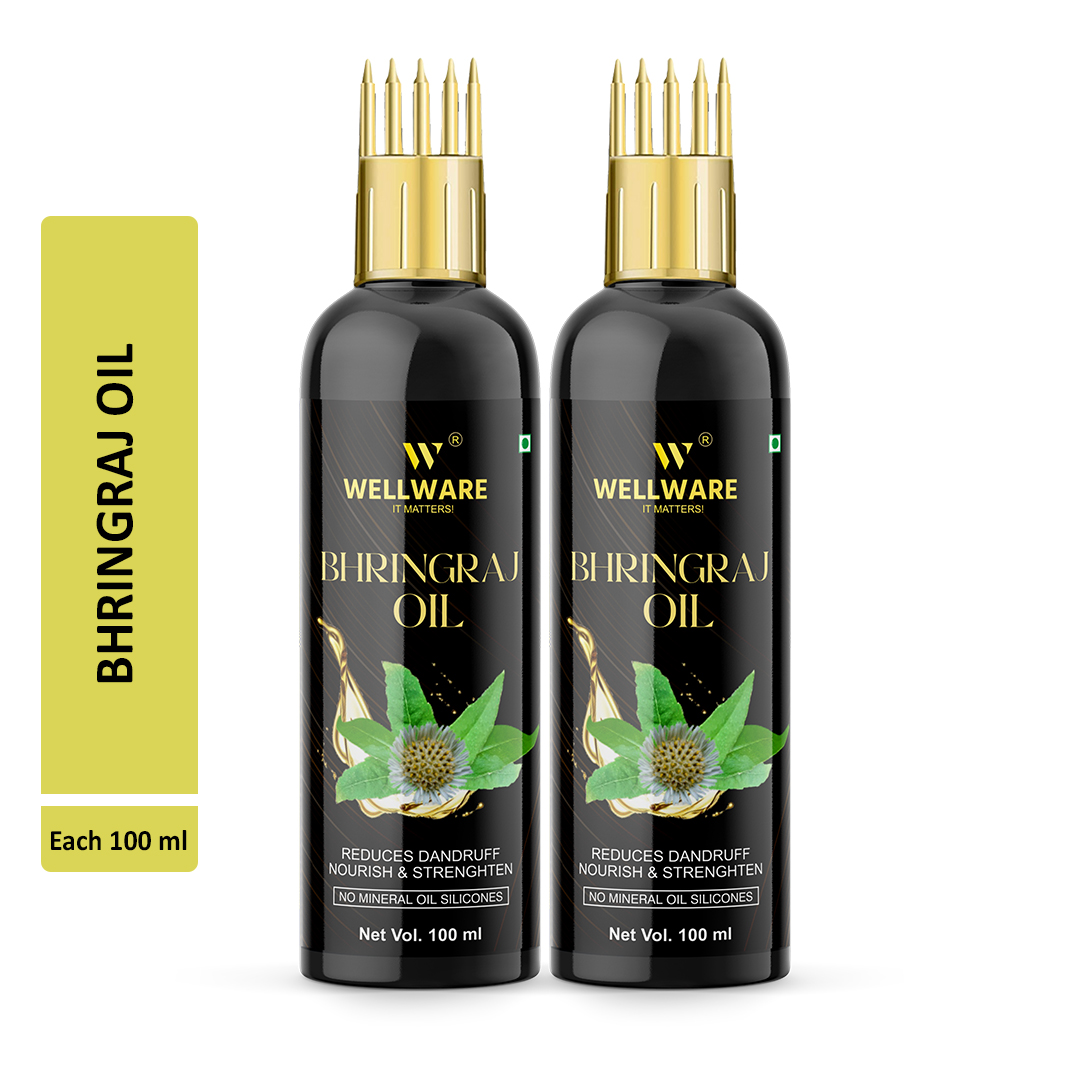 BHRINGRAJ OIL
Each 100 ml
W®
WELLWARE
IT MATTERS!
BHRINGRAJ
OIL
REDUCES DANDRUFF
NOURISH & STRENGHTEN
NO MINERAL OIL SILICONES
Net Vol. 100 ml
W®
WELLWARE
IT MATTERS!
BHRINGRAJ
OIL
REDUCES DANDRUFF
NOURISH & STRENGHTEN
NO MINERAL OIL SILICONES
Net Vol. 100 ml